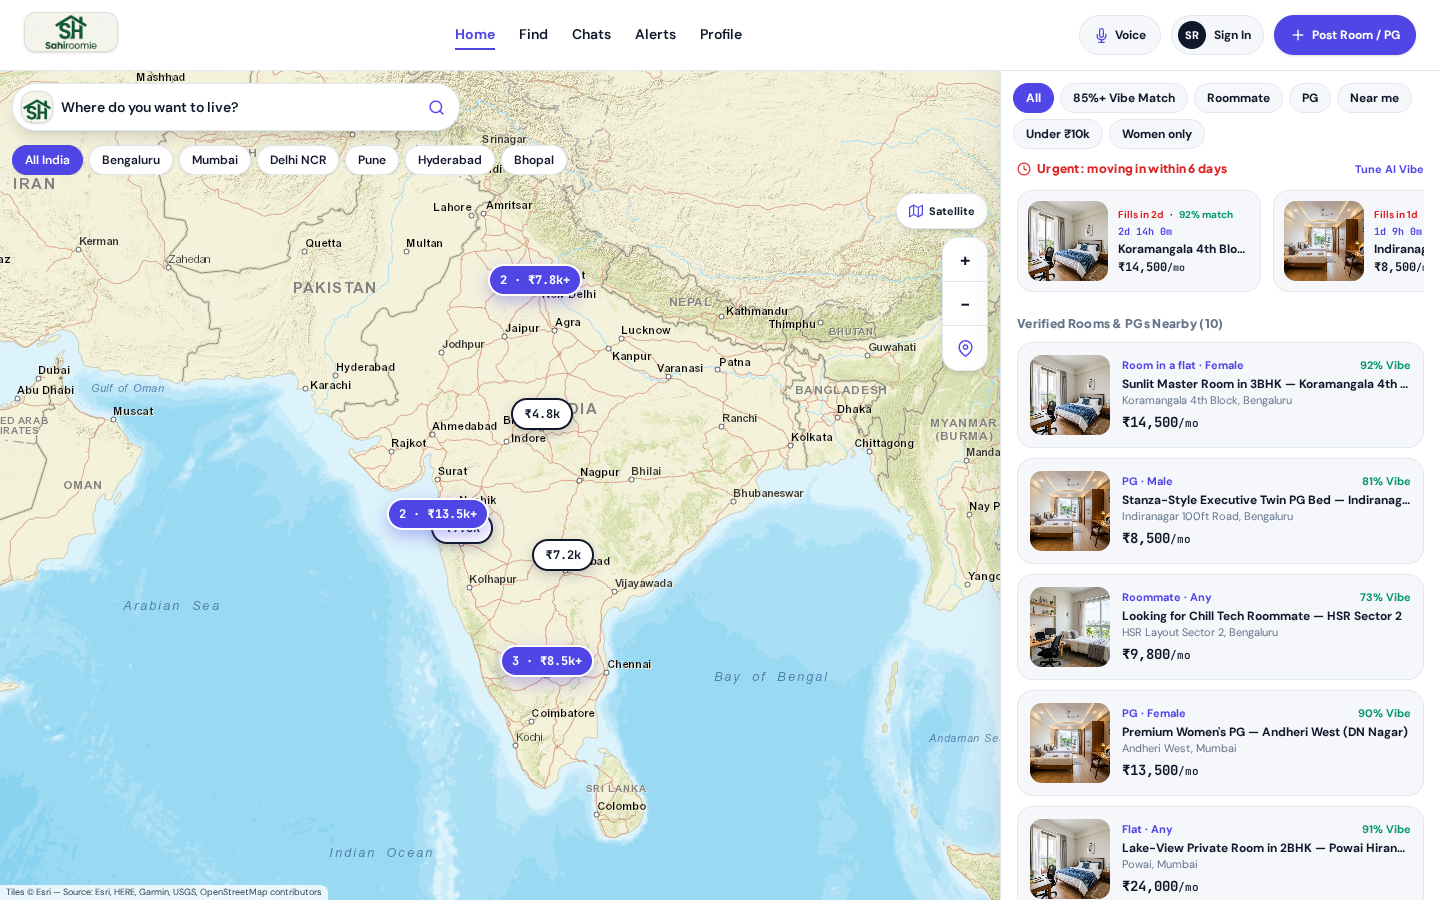 SH
Sahiroomie
Home
Find
Chats
Alerts
Profile
Voice
SR
Sign In
Post Room / PG
Mashhad
SH
Where do you want to live?
All India
Bengaluru
Mumbai
Delhi NCR
Pune
Hyderabad
Bhopal
Srinagar
IRAN
Satellite
Lahore
Amritsar
Kerman
Zahedan
Quetta
Multan
PAKISTAN
2 · ₹7.8k+
NEPAL
Kathmandu
Thimphu
BHUTAN
Guwahati
Jaipur
Agra
Lucknow
Jodhpur
Kanpur
Varanasi
Patna
Hyderabad
Karachi
Dubai
Abu Dhabi
Gulf of Oman
Muscat
BANGLADESH
Dhaka
₹4.8k
Ahmedabad
Indore
Ranchi
Kolkata
Chittagong
MYANMAR
(BURMA)
Rajkot
OMAN
Surat
Nagpur
Bhilai
Bhubaneswar
2 · ₹13.5k+
₹7.2k
Kolhapur
Vijayawada
Arabian Sea
3 · ₹8.5k+
Chennai
Bay of Bengal
Coimbatore
Kochi
SRI LANKA
Colombo
Indian Ocean
Tiles © Esri — Source: Esri, HERE, Garmin, USGS, OpenStreetMap contributors
All
85%+ Vibe Match
Roommate
PG
Near me
Under ₹10k
Women only
Urgent: moving in within 6 days
Tune AI Vibe
Fills in 2d · 92% match
2d 14h 0m
Koramangala 4th Blo...
₹14,500/mo
Fills in 1d
1d 9h 0m
Indiranag
₹8,500/
Verified Rooms & PGs Nearby (10)
Room in a flat · Female
92% Vibe
Sunlit Master Room in 3BHK — Koramangala 4th ...
Koramangala 4th Block, Bengaluru
₹14,500/mo
PG · Male
81% Vibe
Stanza-Style Executive Twin PG Bed — Indiranag...
Indiranagar 100ft Road, Bengaluru
₹8,500/mo
Roommate · Any
73% Vibe
Looking for Chill Tech Roommate — HSR Sector 2
HSR Layout Sector 2, Bengaluru
₹9,800/mo
PG · Female
90% Vibe
Premium Women's PG — Andheri West (DN Nagar)
Andheri West, Mumbai
₹13,500/mo
Flat · Any
91% Vibe
Lake-View Private Room in 2BHK — Powai Hiran...
Powai, Mumbai
₹24,000/mo